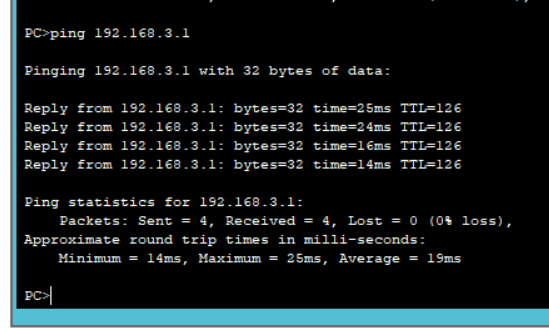 PC>ping 192.168.3.1
Pinging 192.168.3.1 with 32 bytes of data:
Reply from 192.168.3.1: bytes=32 time=25ms TTL=126
Reply from 192.168.3.1: bytes=32 time=24ms TTL=126
Reply from 192.168.3.1: bytes=32 time=16ms TTL=126
Reply from 192.168.3.1: bytes=32 time=14ms TTL=126
Ping statistics for 192.168.3.1:
Packets: Sent = 4, Received = 4, Lost = 0 (0% loss),
Approximate round trip times in milli-seconds:
Minimum = 14ms, Maximum = 25ms, Average = 19ms
PC>